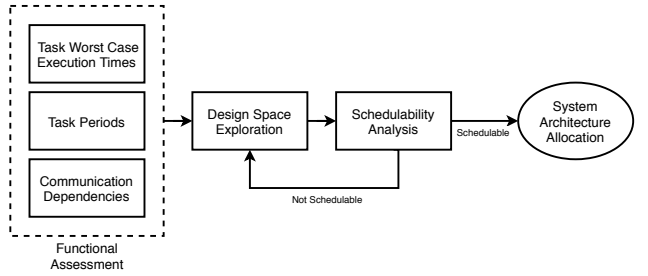 Task Worst Case
Execution Times
Task Periods
Communication
Dependencies
Functional
Assessment
Design Space
Exploration
Schedulability
Analysis
Schedulable
Not Schedulable
System
Architecture
Allocation